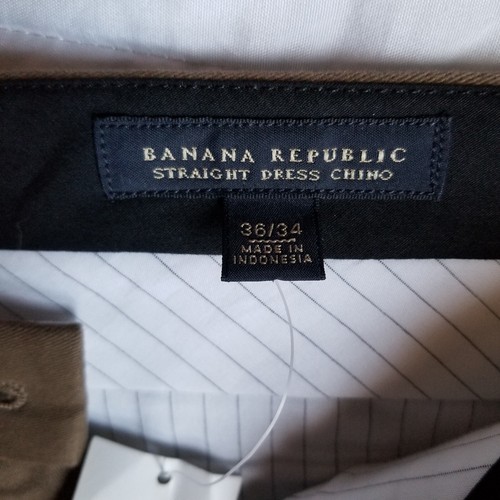 BANANA REPUBLIC
STRAIGHT DRESS CHINO
36/34
MADE IN
INDONESIA